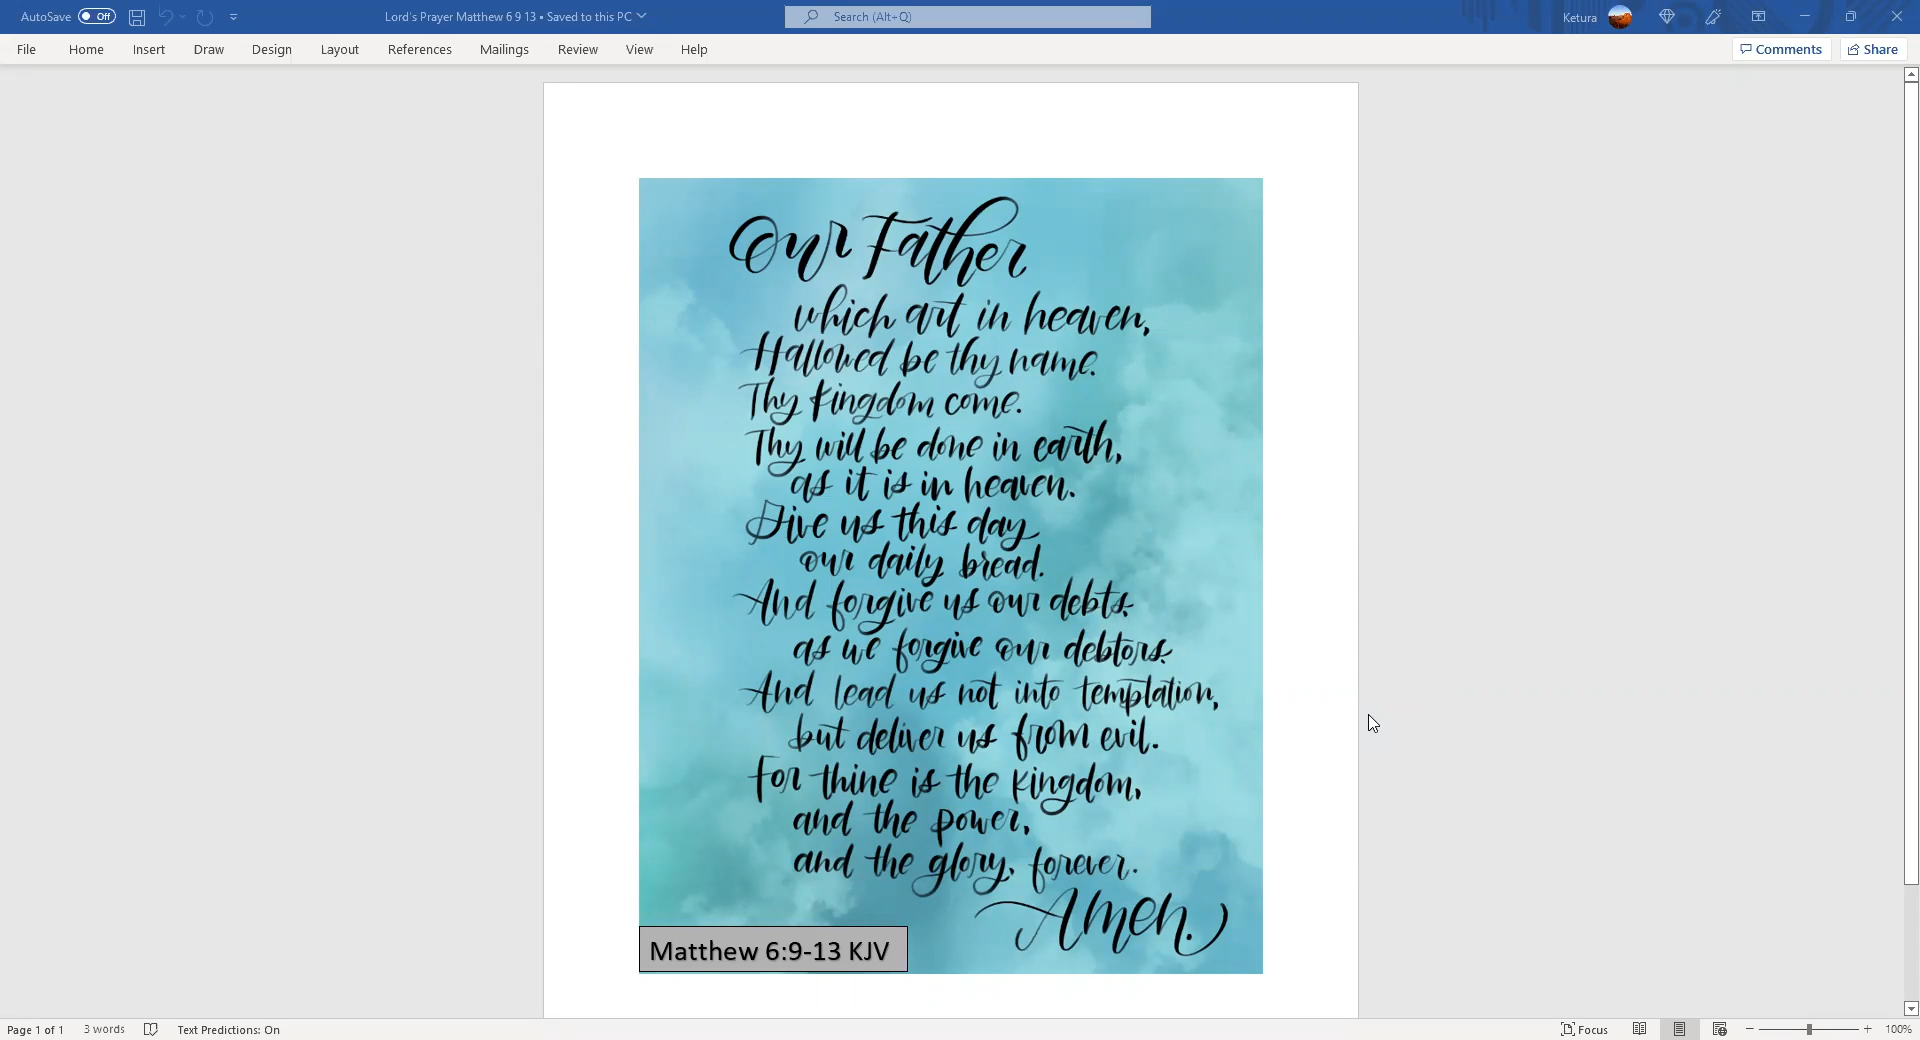 AutoSave Off Lord's Prayer Matthew 6 9 13 • Saved to this PC Search (Alt+Q) Ketura
File Home Insert Draw Design Layout References Mailings Review View Help Comments Share
Our Father
which art in heaven,
Hallowed be thy name.
Thy kingdom come.
Thy will be done in earth,
as it is in heaven.
Give us this day
our daily bread.
And forgive us our debts,
as we forgive our debtors.
And lead us not into temptation,
but deliver us from evil.
For thine is the kingdom,
and the power,
and the glory, forever.
Amen.
Matthew 6:9-13 KJV
Page 1 of 1 3 words Text Predictions: On Focus 100%